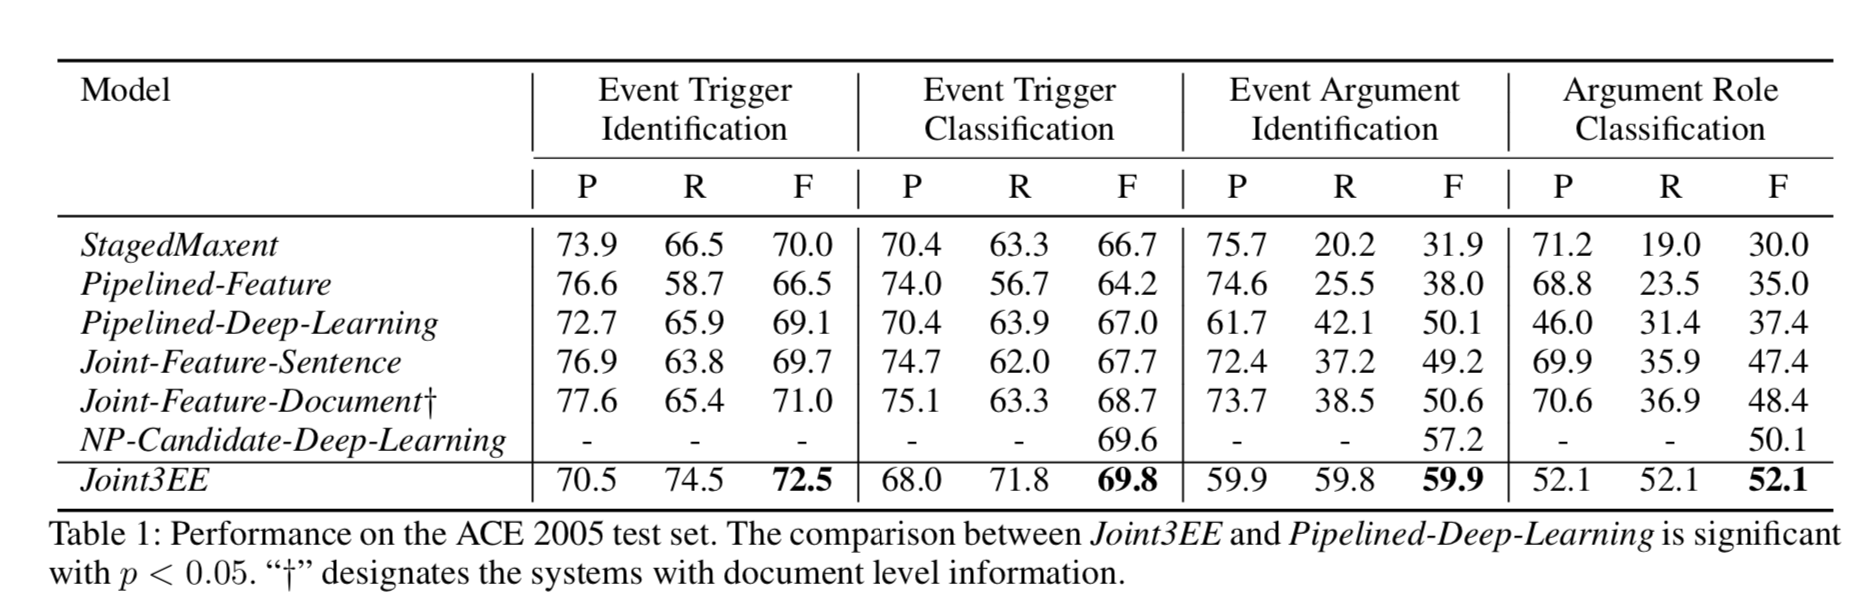 Model Event Trigger Event Trigger Event Argument Argument Role
Identification Classification Identification Classification
P R F P R F P R F P R F
StagedMaxent 73.9 66.5 70.0 70.4 63.3 66.7 75.7 20.2 31.9 71.2 19.0 30.0
Pipelined-Feature 76.6 58.7 66.5 74.0 56.7 64.2 74.6 25.5 38.0 68.8 23.5 35.0
Pipelined-Deep-Learning 72.7 65.9 69.1 70.4 63.9 67.0 61.7 42.1 50.1 46.0 31.4 37.4
Joint-Feature-Sentence 76.9 63.8 69.7 74.7 62.0 67.7 72.4 37.2 49.2 69.9 35.9 47.4
Joint-Feature-Document† 77.6 65.4 71.0 75.1 63.3 68.7 73.7 38.5 50.6 70.6 36.9 48.4
NP-Candidate-Deep-Learning - - - - - 69.6 - - 57.2 - - 50.1
Joint3EE 70.5 74.5 72.5 68.0 71.8 69.8 59.9 59.8 59.9 52.1 52.1 52.1
Table 1: Performance on the ACE 2005 test set. The comparison between Joint3EE and Pipelined-Deep-Learning is significant
with p < 0.05. “†” designates the systems with document level information.